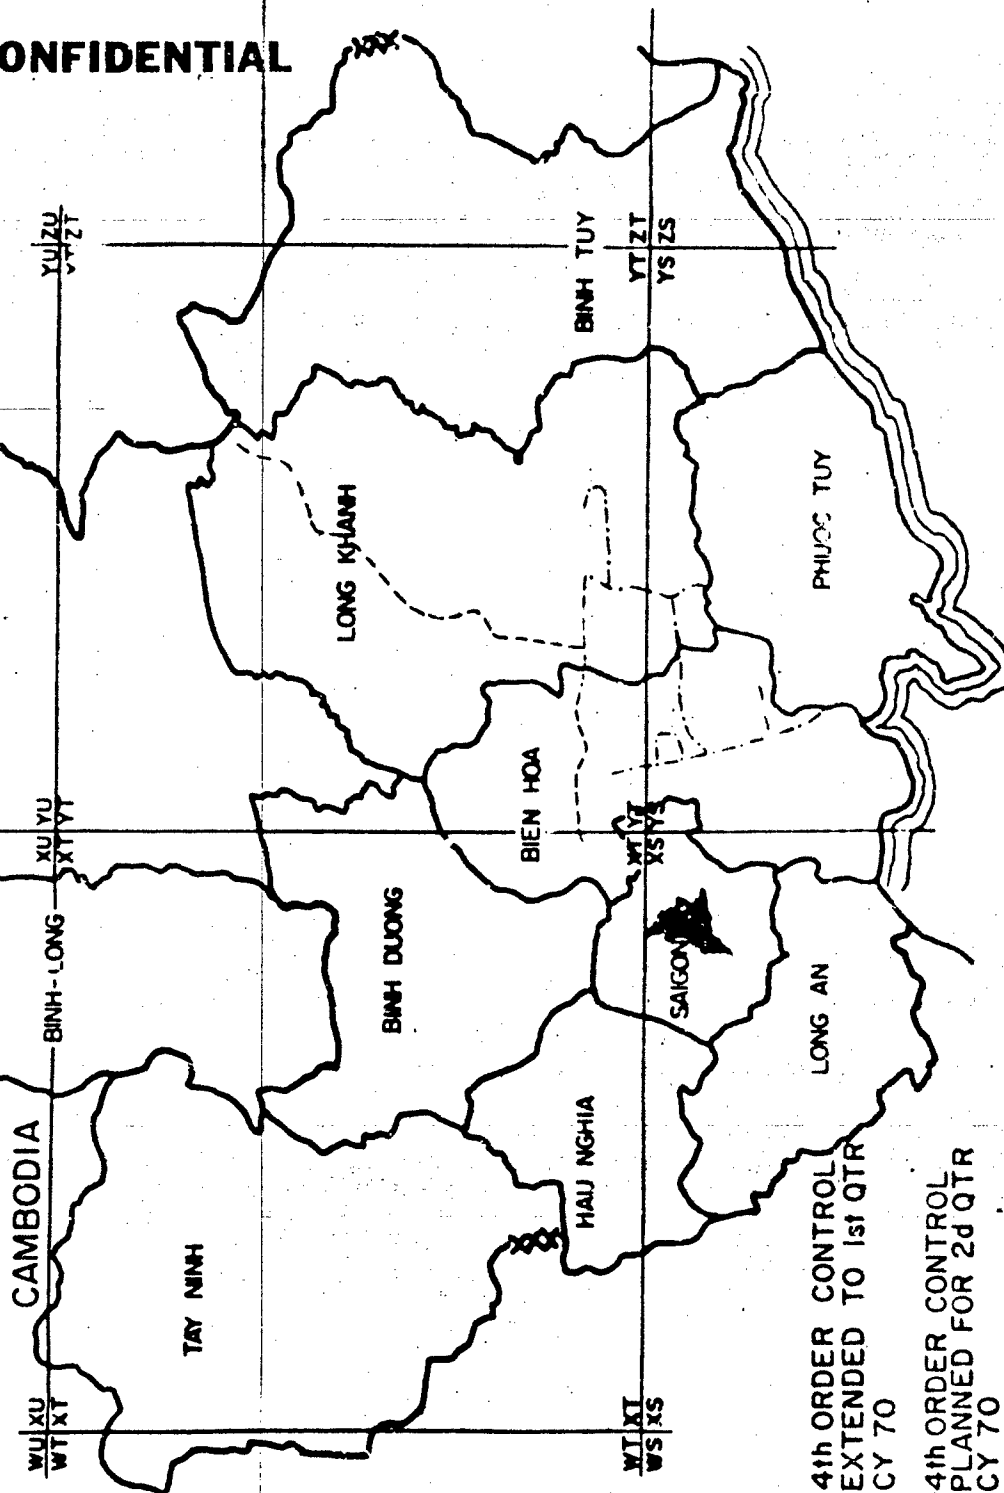 ONFIDENTIAL
CAMBODIA
BINH-LONG
TAY NINH
BINH DUONG
HAU NGHIA
SAIGON
LONG AN
BIEN HOA
LONG KHANH
BINH TUY
PHUOC TUY
WU XU
WT XT
XU YU
XT YT
YU ZU
ZT
WT XT
WS XS
XT YT
XS YS
YT ZT
YS ZS
XXX
XXX
4th ORDER CONTROL
EXTENDED TO 1st QTR
CY 70
4th ORDER CONTROL
PLANNED FOR 2d QTR
CY 70